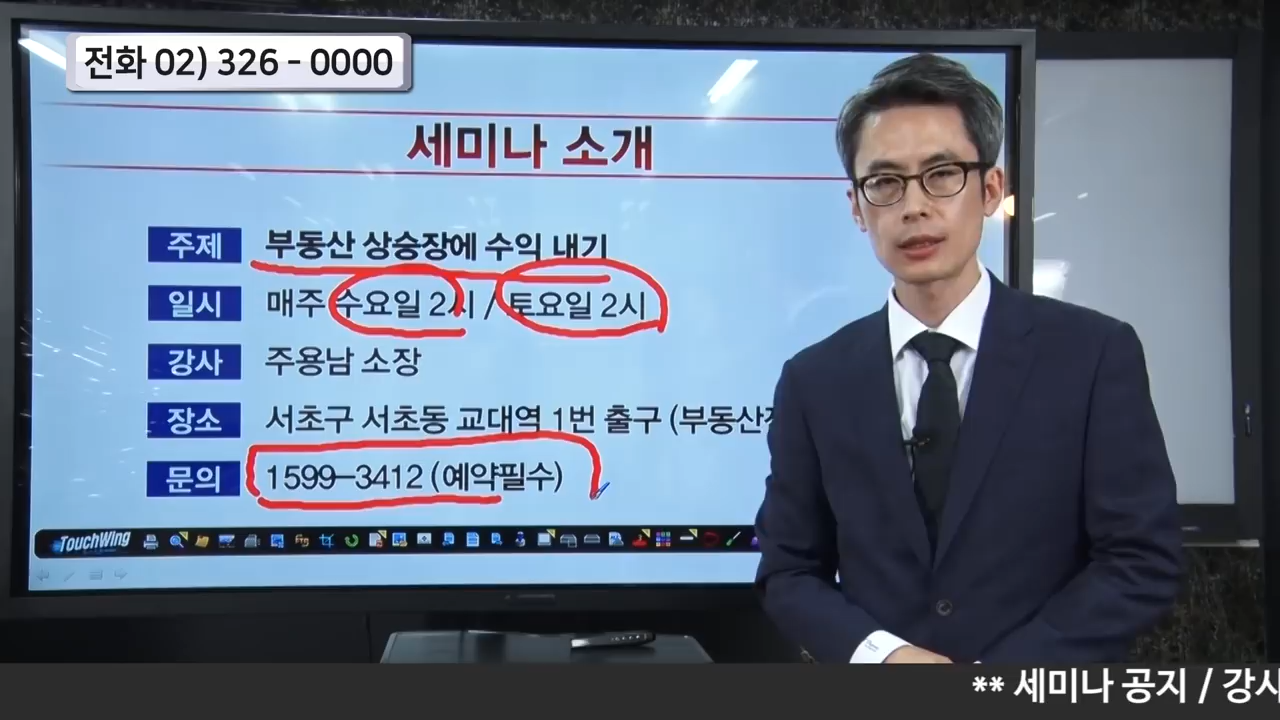 전화 02) 326 - 0000
세미나 소개
주제 부동산 상승장에 수익 내기
일시 매주 수요일 2시 / 토요일 2시
강사 주용남 소장
장소 서초구 서초동 교대역 1번 출구 (부동산
문의 1599-3412 (예약필수)
TouchWing
** 세미나 공지 / 강사